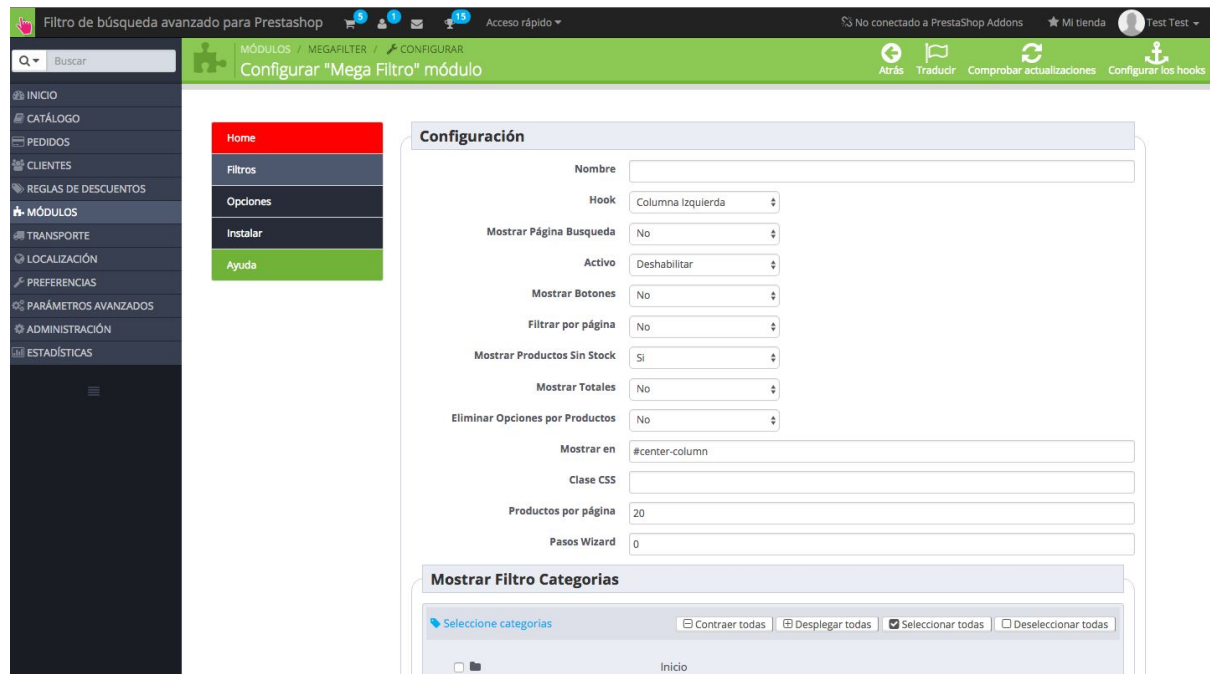 Filtro de búsqueda avanzado para Prestashop 5 1 15 Acceso rápido No conectado a PrestaShop Addons Mi tienda Test Test
Buscar
MÓDULOS / MEGAFILTER / CONFIGURAR
Configurar "Mega Filtro" módulo
Atrás Traducir Comprobar actualizaciones Configurar los hooks
INICIO
CATÁLOGO
PEDIDOS
CLIENTES
REGLAS DE DESCUENTOS
MÓDULOS
TRANSPORTE
LOCALIZACIÓN
PREFERENCIAS
PARÁMETROS AVANZADOS
ADMINISTRACIÓN
ESTADÍSTICAS
Home
Filtros
Opciones
Instalar
Ayuda
Configuración
Nombre
Hook Columna Izquierda
Mostrar Página Busqueda No
Activo Deshabilitar
Mostrar Botones No
Filtrar por página No
Mostrar Productos Sin Stock Si
Mostrar Totales No
Eliminar Opciones por Productos No
Mostrar en #center-column
Clase CSS
Productos por página 20
Pasos Wizard 0
Mostrar Filtro Categorias
Seleccione categorias Contraer todas Desplegar todas Seleccionar todas Deseleccionar todas
Inicio